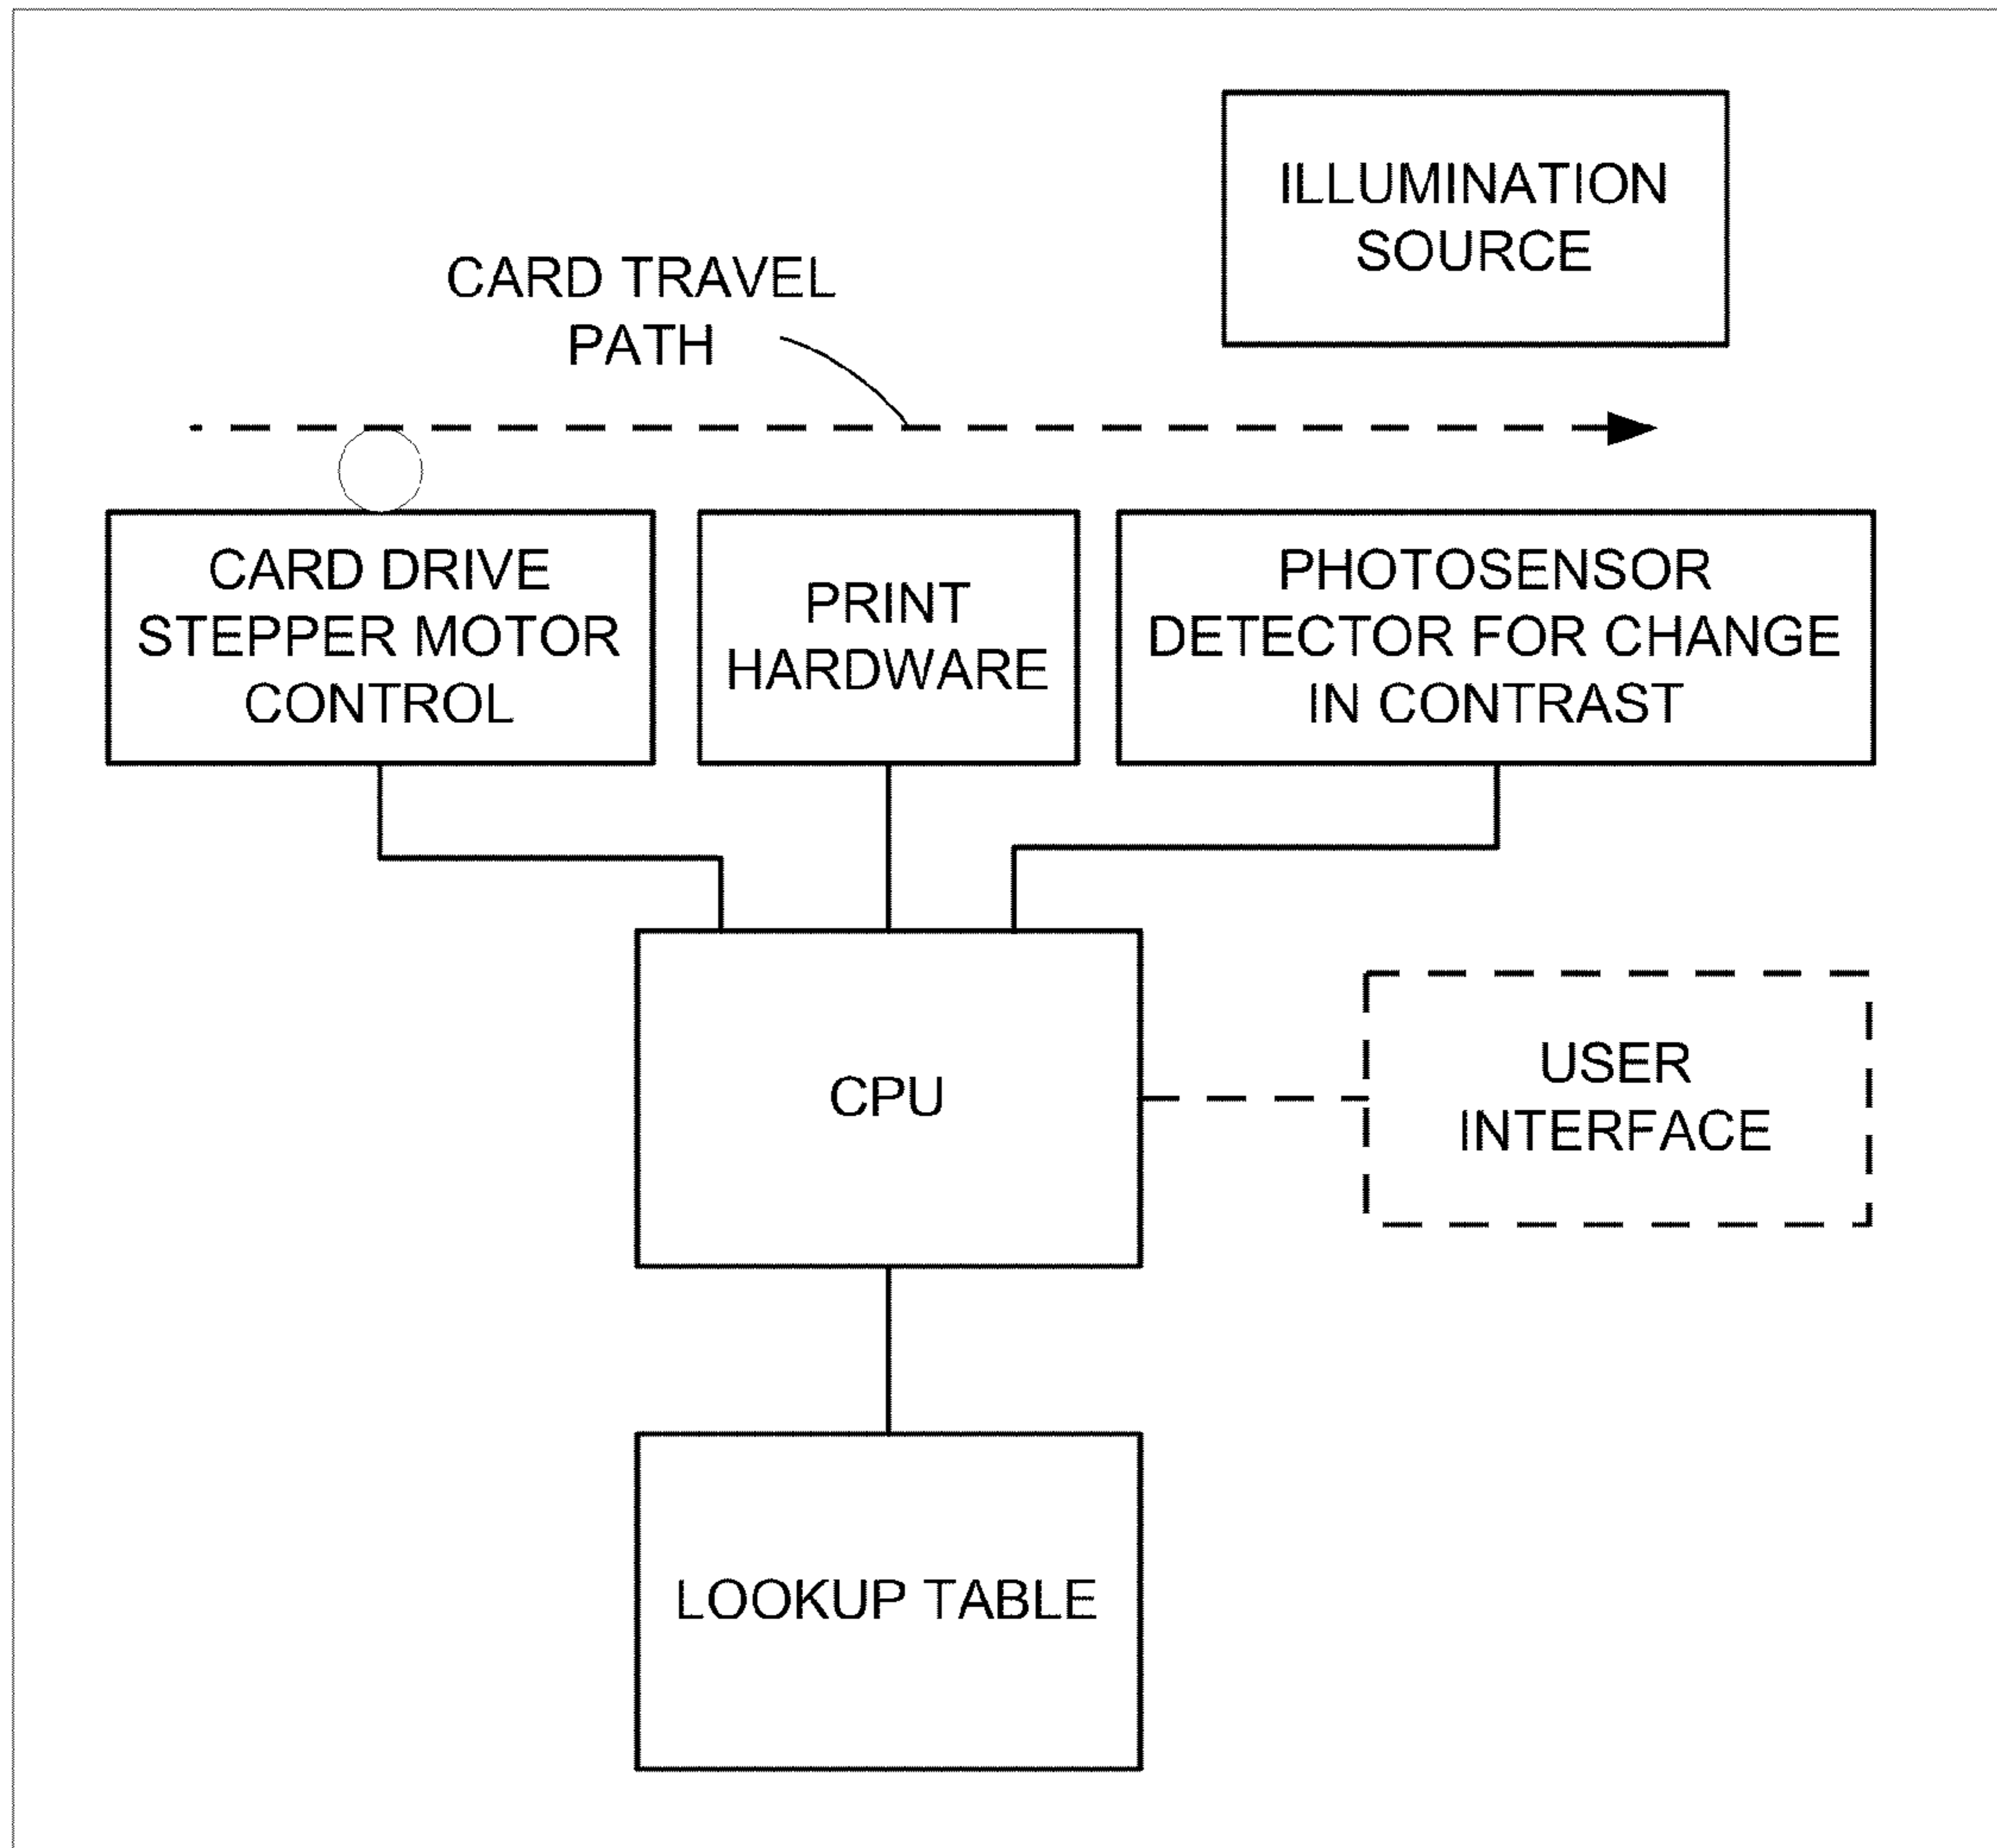 ILLUMINATION
SOURCE
CARD TRAVEL
PATH
CARD DRIVE
STEPPER MOTOR
CONTROL
PRINT
HARDWARE
PHOTOSENSOR
DETECTOR FOR CHANGE
IN CONTRAST
CPU
USER
INTERFACE
LOOKUP TABLE